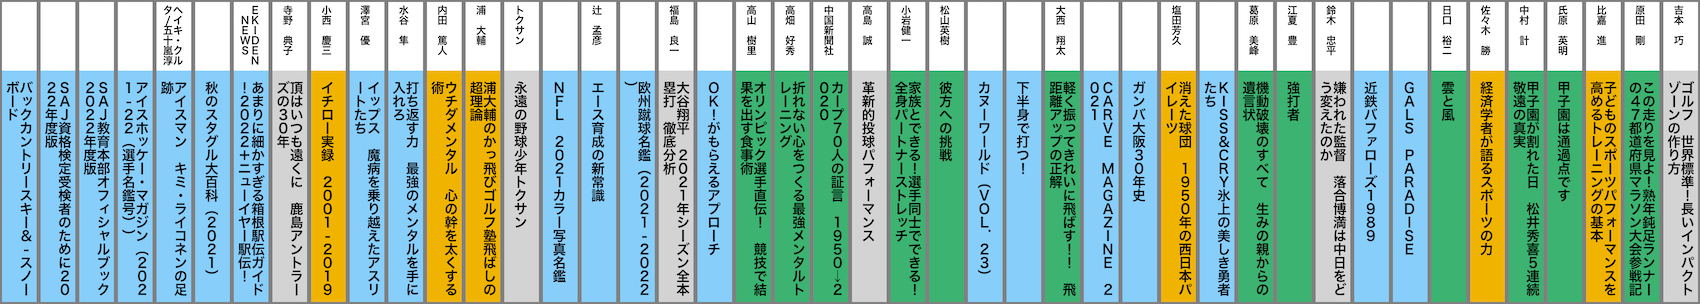 吉本 巧
ゴルフ 世界標準!長いインパクト
ゾーンの作り方
原田 剛
この走りを見よ!熟年純足ランナー
の47都道府県マラソン大会参戦記
比嘉 進
子どものスポーツパフォーマンスを
高めるトレーニングの基本
氏原 英明
甲子園は通過点です
中村 計
甲子園が割れた日 松井秀喜5連続
敬遠の真実
佐々木 勝
経済学者が語るスポーツの力
日口 裕二
雲と風
GALS PARADISE
近鉄バファローズ1989
鈴木 忠平
嫌われた監督 落合博満は中日をど
う変えたのか
江夏 豊
強打者
葛原 美峰
機動破壊のすべて 生みの親からの
遺言状
KISS&CRY氷上の美しき勇者
たち
塩田芳久
消えた球団 1950年の西日本パ
イレーツ
ガンバ大阪30年史
CARVE MAGAZINE 2
021
大西 翔太
軽く振ってきれいに飛ばす!! 飛
距離アップの正解
下半身で打つ!
カヌーワールド(VOL.23)
松山英樹
彼方への挑戦
小岩健一
家族とできる!選手同士でできる!
全身パートナーストレッチ
高島 誠
革新的投球パフォーマンス
中国新聞社
カープ70人の証言 1950→2
020
高畑 好秀
折れない心をつくる最強メンタルト
レーニング
高山 樹里
オリンピック選手直伝! 競技で結
果を出す食事術
OK!がもらえるアプローチ
福島 良一
大谷翔平 2021年シーズン全本
塁打 徹底分析
欧州蹴球名鑑(2021-2022
)
辻 孟彦
エース育成の新常識
NFL 2021カラー写真名鑑
トクサン
永遠の野球少年トクサン
浦 大輔
浦大輔のかっ飛びゴルフ塾飛ばしの
超理論
内田 篤人
ウチダメンタル 心の幹を太くする
術
水谷 隼
打ち返す力 最強のメンタルを手に
入れろ
澤宮 優
イップス 魔病を乗り越えたアスリ
ートたち
小西 慶三
イチロー実録 2001-2019
寺野 典子
頂はいつも遠くに 鹿島アントラー
ズの30年
EKIDEN
NEWS
あまりに細かすぎる箱根駅伝ガイド
!2022+ニューイヤー駅伝!
秋のスタグル大百科(2021)
ヘイキ・クル
タ/五十嵐淳
アイスマン キミ・ライコネンの足
跡
アイスホッケー・マガジン(202
1-22(選手名鑑号))
SAJ教育本部オフィシャルブック
2022年度版
SAJ資格検定受検者のために20
22年度版
バックカントリースキー&-スノー
ボード